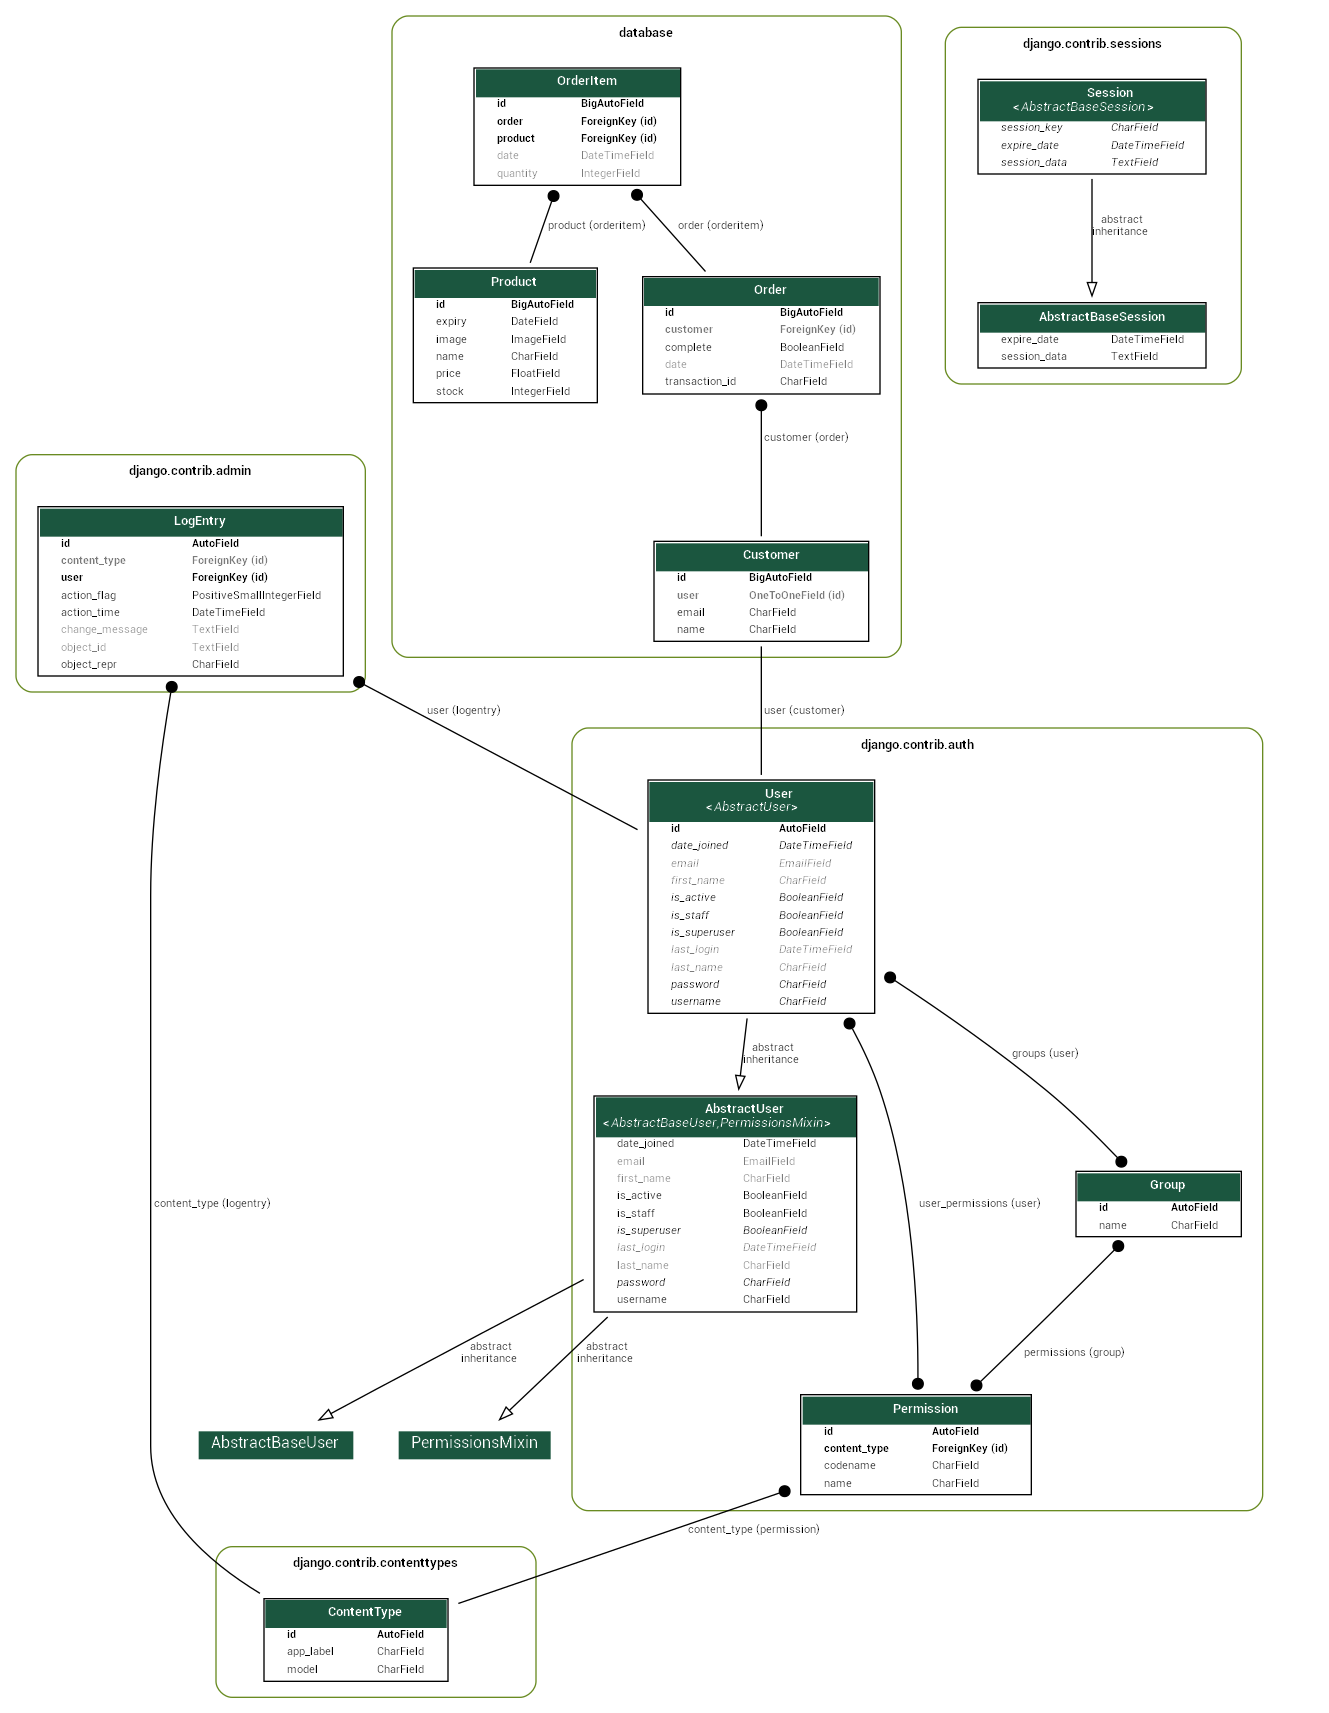 database
OrderItem
id BigAutoField
order ForeignKey (id)
product ForeignKey (id)
date DateTimeField
quantity IntegerField
product (orderitem)
order (orderitem)
Product
id BigAutoField
expiry DateField
image ImageField
name CharField
price FloatField
stock IntegerField
Order
id BigAutoField
customer ForeignKey (id)
complete BooleanField
date DateTimeField
transaction_id CharField
customer (order)
Customer
id BigAutoField
user OneToOneField (id)
email CharField
name CharField
user (customer)
django.contrib.sessions
Session
<AbstractBaseSession>
session_key CharField
expire_date DateTimeField
session_data TextField
abstract
inheritance
AbstractBaseSession
expire_date DateTimeField
session_data TextField
django.contrib.admin
LogEntry
id AutoField
content_type ForeignKey (id)
user ForeignKey (id)
action_flag PositiveSmallIntegerField
action_time DateTimeField
change_message TextField
object_id TextField
object_repr CharField
user (logentry)
content_type (logentry)
django.contrib.auth
User
<AbstractUser>
id AutoField
date_joined DateTimeField
email EmailField
first_name CharField
is_active BooleanField
is_staff BooleanField
is_superuser BooleanField
last_login DateTimeField
last_name CharField
password CharField
username CharField
abstract
inheritance
groups (user)
user_permissions (user)
AbstractUser
<AbstractBaseUser,PermissionsMixin>
date_joined DateTimeField
email EmailField
first_name CharField
is_active BooleanField
is_staff BooleanField
is_superuser BooleanField
last_login DateTimeField
last_name CharField
password CharField
username CharField
Group
id AutoField
name CharField
permissions (group)
abstract
inheritance
abstract
inheritance
AbstractBaseUser
PermissionsMixin
Permission
id AutoField
content_type ForeignKey (id)
codename CharField
name CharField
content_type (permission)
django.contrib.contenttypes
ContentType
id AutoField
app_label CharField
model CharField